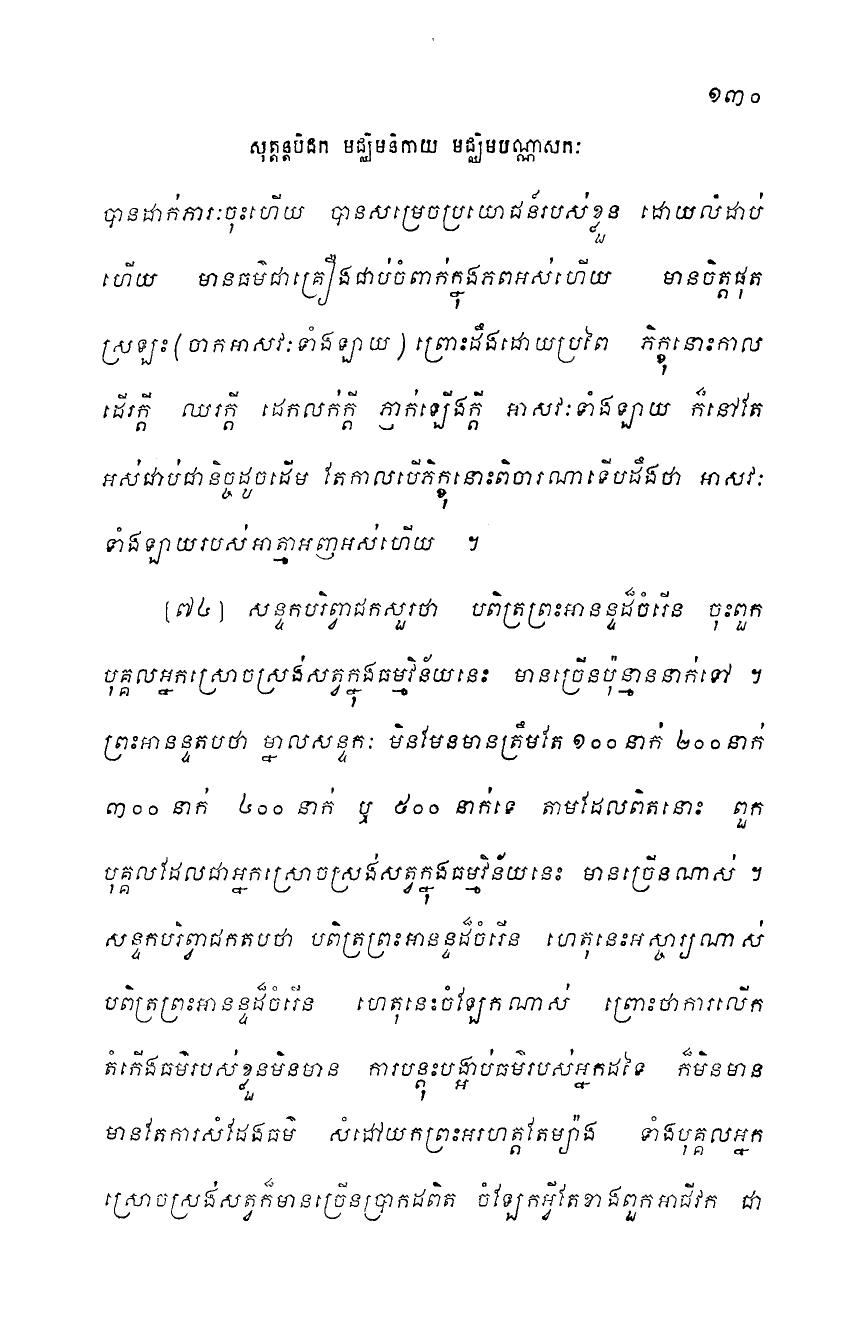 ១៣០
សុត្តន្តបិដក មជ្ឈិមនិកាយ មជ្ឈិមបណ្ណាសកៈ
បានដាក់ភារៈចុះហើយ បានសម្រេចប្រយោជន៍របស់ខ្លួន ដោយលំដាប់
ហើយ មានធម៌ជាគ្រឿងជាប់ចំពាក់ក្នុងភពអស់ហើយ មានចិត្តផុត
ស្រឡះ (ចាកអាសវៈទាំងឡាយ ) ព្រោះដឹងដោយប្រពៃ ភិក្ខុនោះកាល
ដើរក្តី ឈរក្តី ដេកលក់ក្តី ភ្ញាក់ឡើងក្តី អាសវៈទាំងឡាយ ក៏នៅតែ
អស់ជាប់ជានិច្ចដូចដើម តែកាលបើភិក្ខុនោះពិចារណាទើបដឹងថា អាសវៈ
ទាំងឡាយរបស់អាត្មាអញអស់ហើយ ។
[៧៤] សន្ទកបរិព្វាជកសួរថា បពិត្រព្រះអានន្ទដ៏ចំរើន ចុះពួក
បុគ្គលអ្នកស្រោចស្រង់សត្វក្នុងធម្មវិន័យនេះ មានច្រើនប៉ុន្មាននាក់ទៅ ។
ព្រះអានន្ទតបថា ម្នាលសន្ទកៈ មិនមែនមានត្រឹមតែ ១០០ នាក់ ២០០ នាក់
៣០០ នាក់ ៤០០ នាក់ ឬ ៥០០ នាក់ទេ តាមដែលពិតនោះ ពួក
បុគ្គលដែលជាអ្នកស្រោចស្រង់សត្វក្នុងធម្មវិន័យនេះ មានច្រើនណាស់ ។
សន្ទកបរិព្វាជកតបថា បពិត្រព្រះអានន្ទដ៏ចំរើន ហេតុនេះអស្ចារ្យណាស់
បពិត្រព្រះអានន្ទដ៏ចំរើន ហេតុនេះចំឡែកណាស់ ព្រោះថាការលើក
តំកើងធម៌របស់ខ្លួនមិនមាន ការបន្តុះបង្អាប់ធម៌របស់អ្នកដទៃ ក៏មិនមាន
មានតែការសំដែងធម៌ សំដៅយកព្រះអរហត្តតែម្យ៉ាង ទាំងបុគ្គលអ្នក
ស្រោចស្រង់សត្វក៏មានច្រើនប្រាកដពិត ចំឡែកអ្វីតែខាងពួកអាជីវក ជា